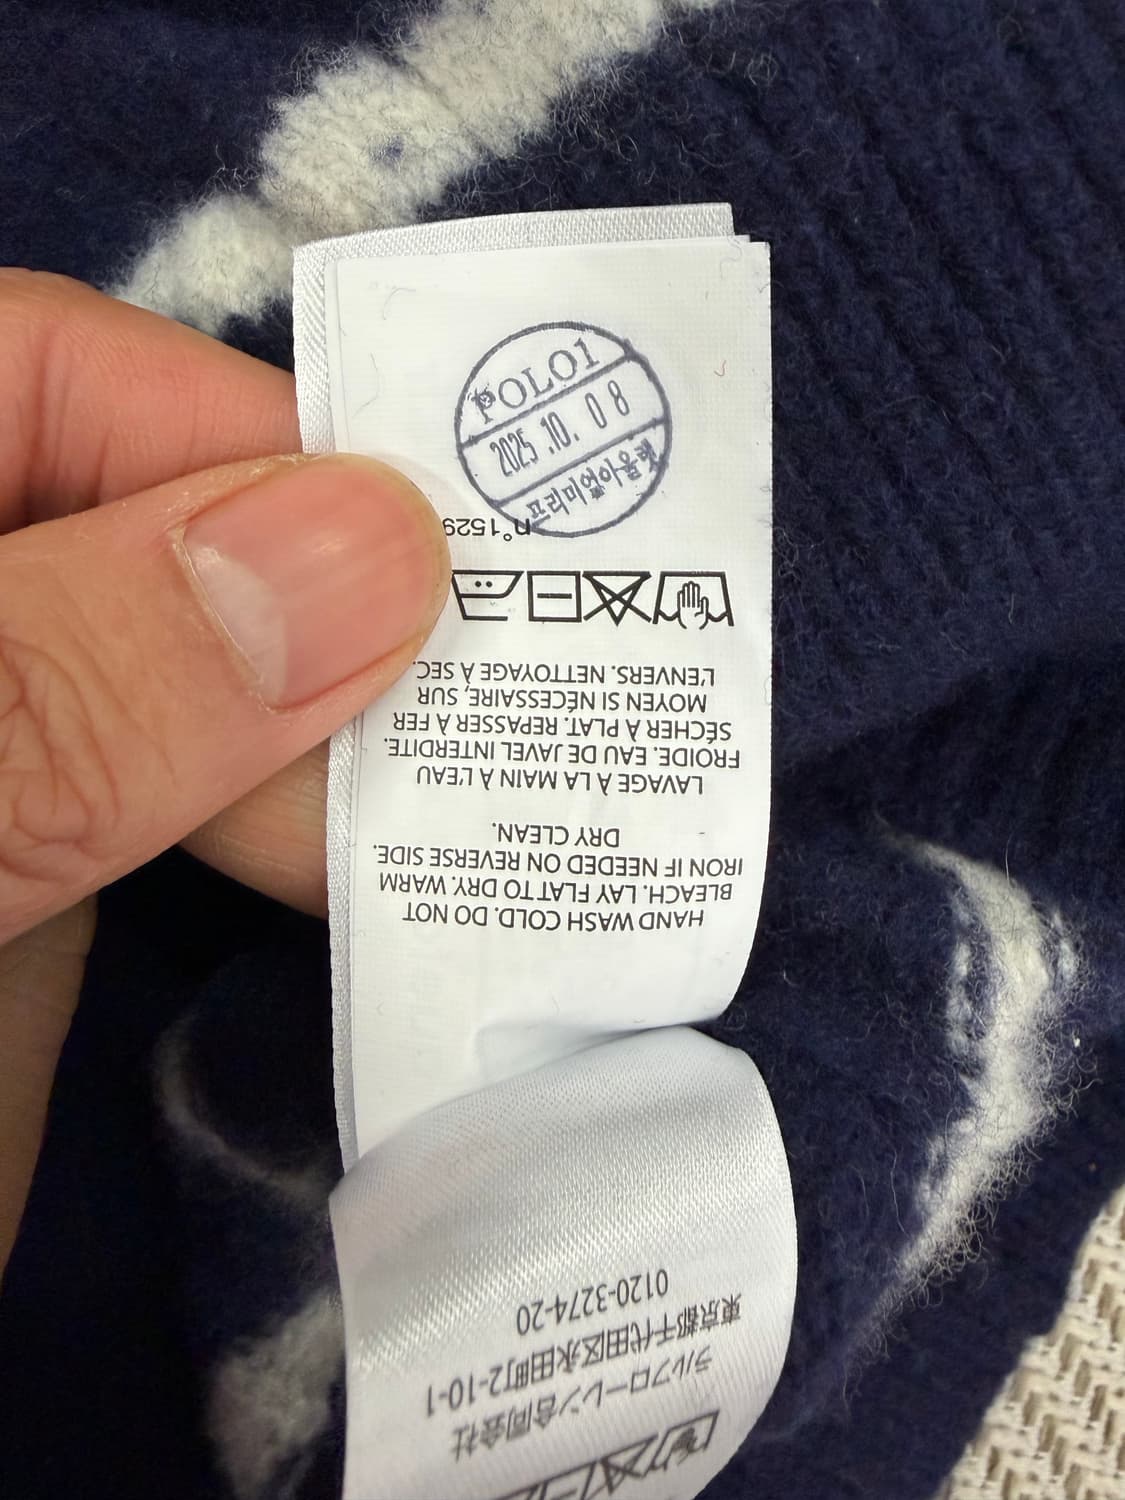 POLO1
2025.10.08
프리미엄아울렛
HAND WASH COLD. DO NOT
BLEACH. LAY FLAT TO DRY. WARM
IRON IF NEEDED ON REVERSE SIDE.
DRY CLEAN.
LAVAGE À LA MAIN À L'EAU
FROIDE. EAU DE JAVEL INTERDITE.
SÉCHER À PLAT. REPASSER À FER
MOYEN SI NÉCESSAIRE, SUR
L'ENVERS. NETTOYAGE À SEC.
n°1529
ラルフローレン合同会社
東京都千代田区永田町2-10-1
0120-3274-20